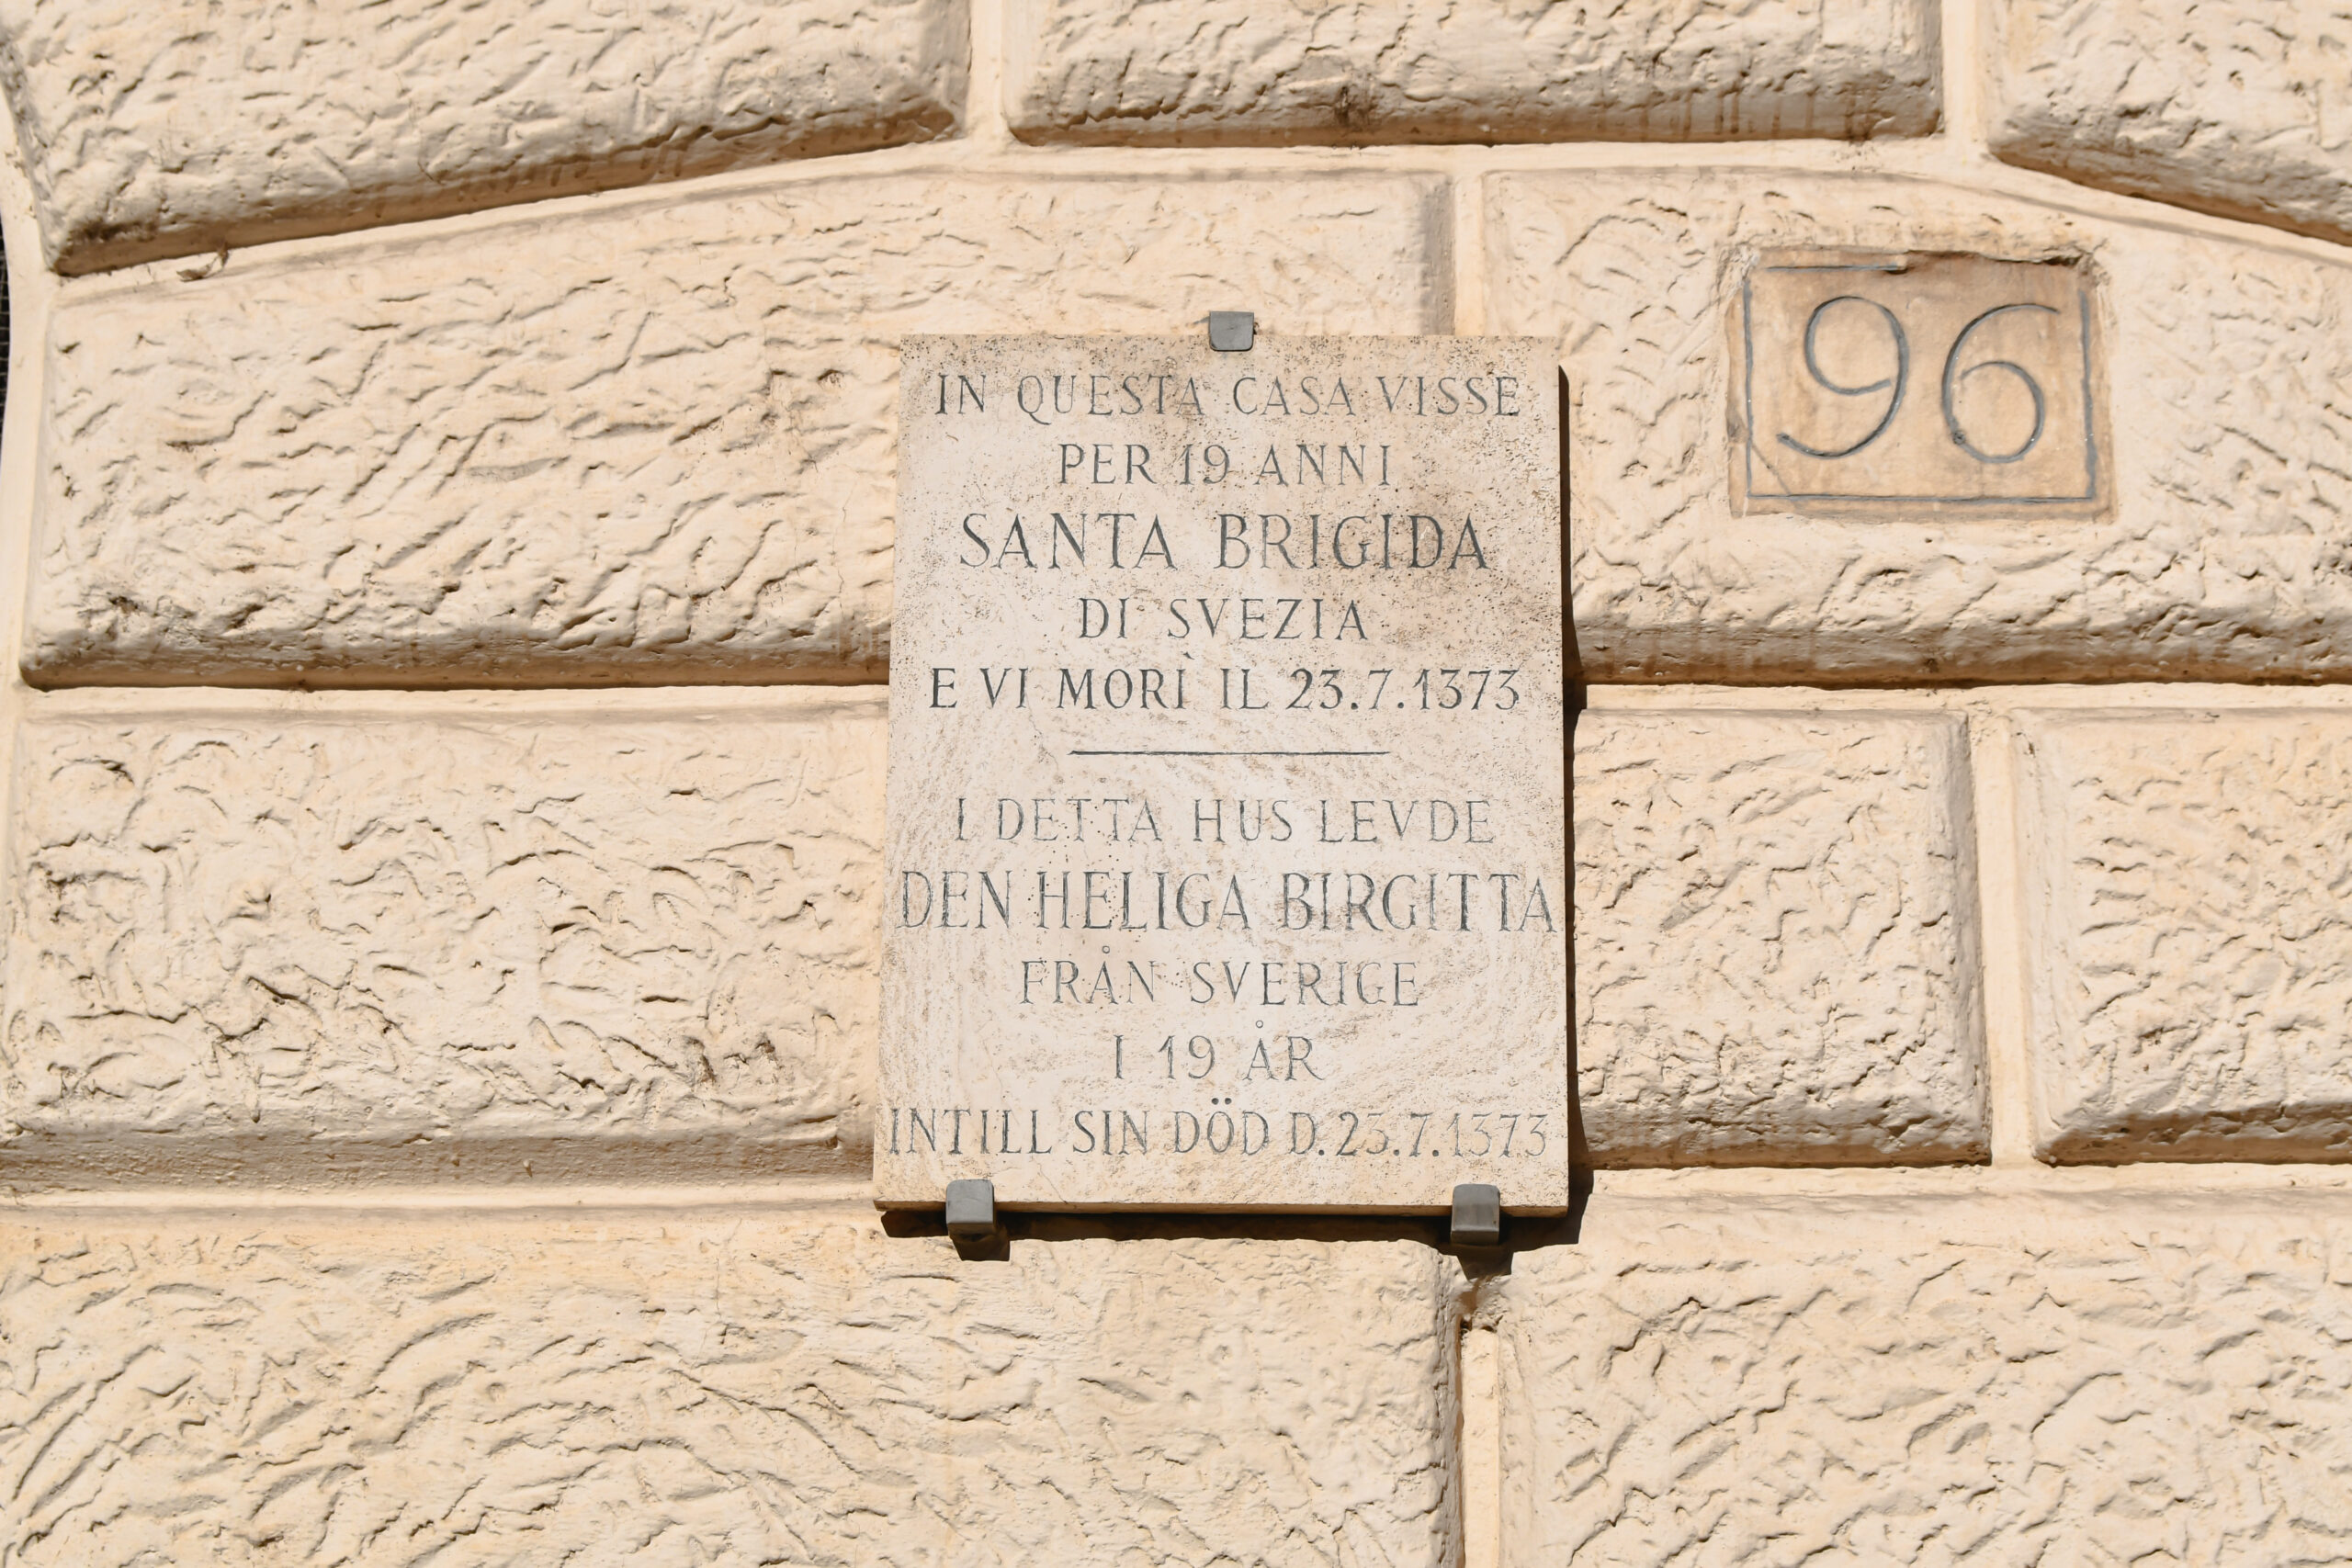 IN QUESTA CASA VISSE
PER 19 ANNI
SANTA BRIGIDA
DI SVEZIA
E VI MORÌ IL 23.7.1373
I DETTA HUS LEVDE
DEN HELIGA BIRGITTA
FRÅN SVERIGE
I 19 ÅR
INTILL SIN DÖD D.23.7.1373
96